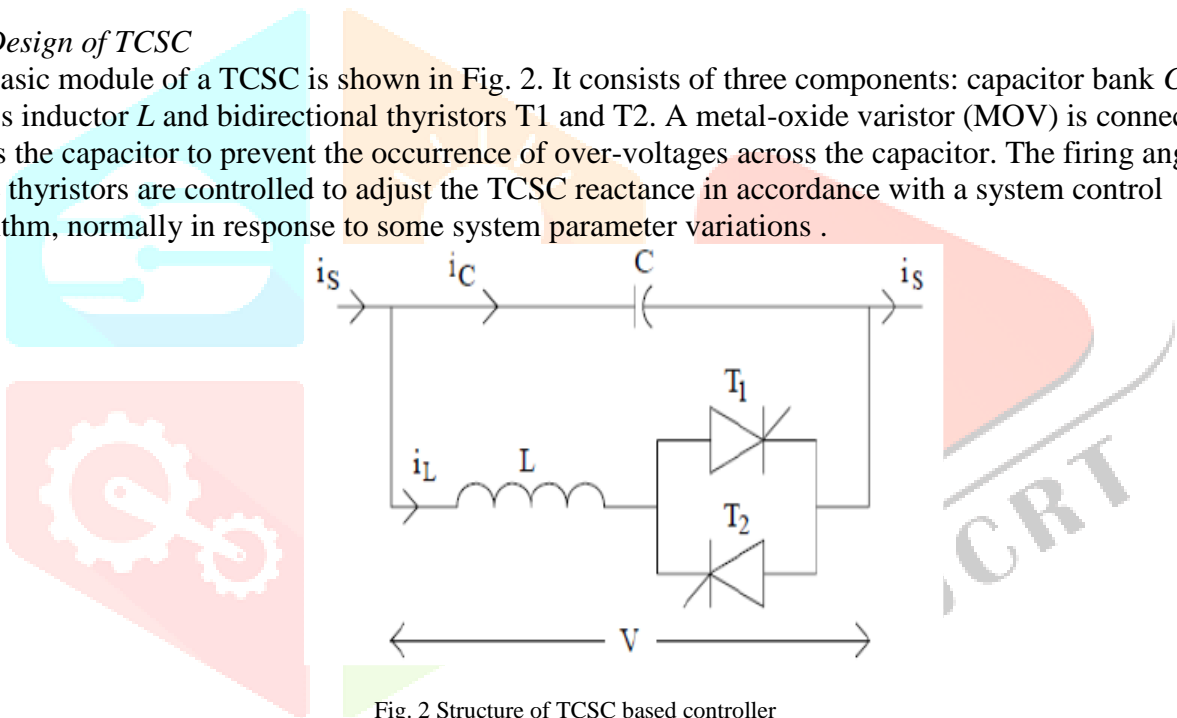 Design of TCSC
asic module of a TCSC is shown in Fig. 2. It consists of three components: capacitor bank C
s inductor L and bidirectional thyristors T1 and T2. A metal-oxide varistor (MOV) is connec
s the capacitor to prevent the occurrence of over-voltages across the capacitor. The firing ang
thyristors are controlled to adjust the TCSC reactance in accordance with a system control
ithm, normally in response to some system parameter variations .
iS iC C iS
T1
iL L
T2
V
CRT
Fig. 2 Structure of TCSC based controller